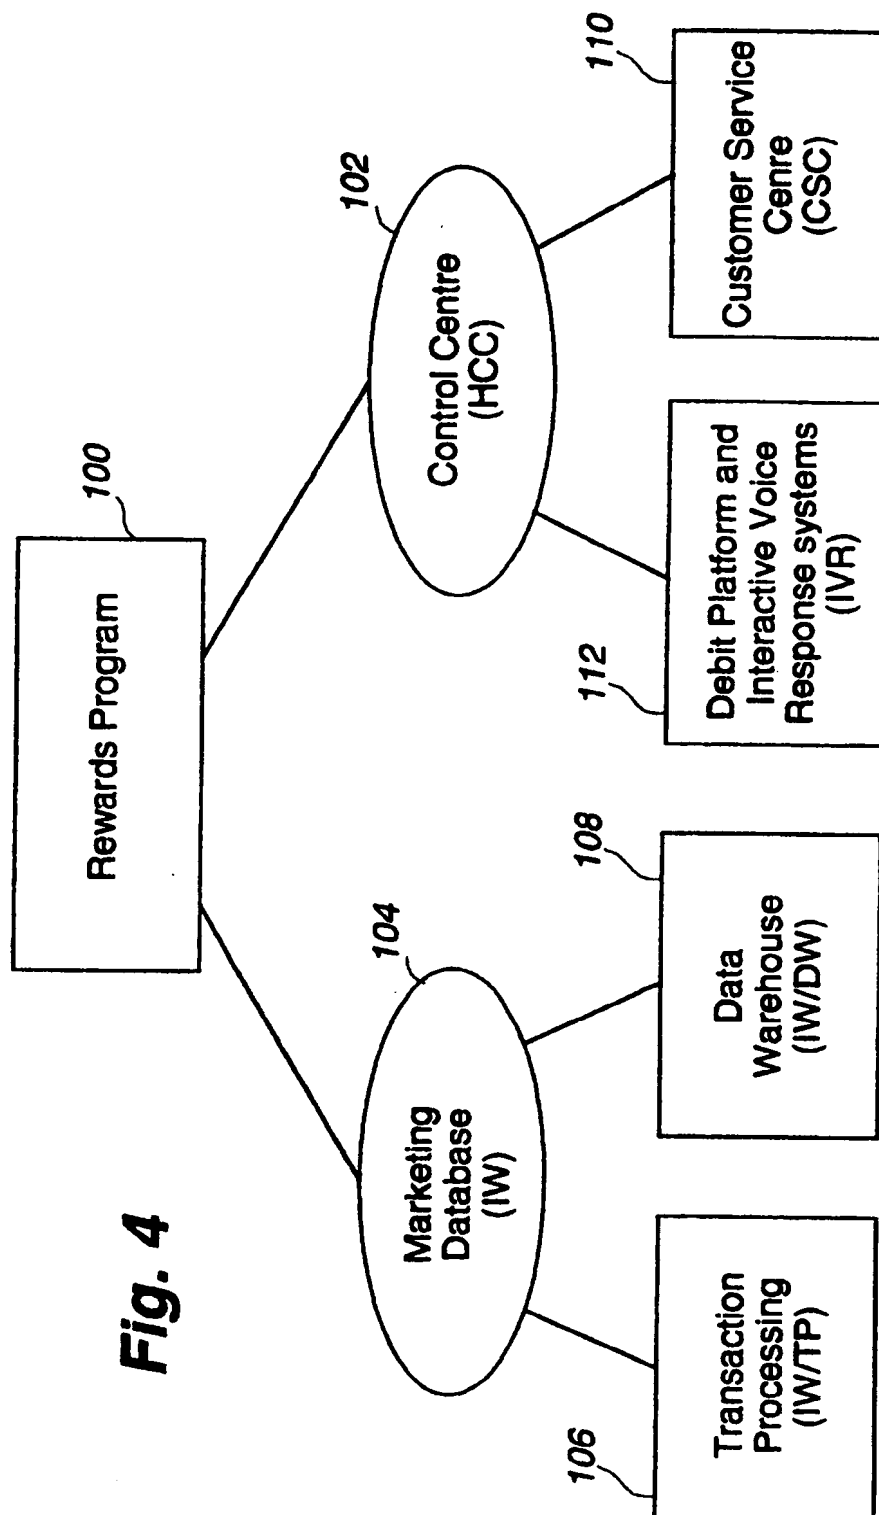 Fig. 4
100
Rewards Program
104
Marketing
Database
(IW)
102
Control Centre
(HCC)
106
Transaction
Processing
(IW/TP)
108
Data
Warehouse
(IW/DW)
112
Debit Platform and
Interactive Voice
Response systems
(IVR)
110
Customer Service
Cenre
(CSC)